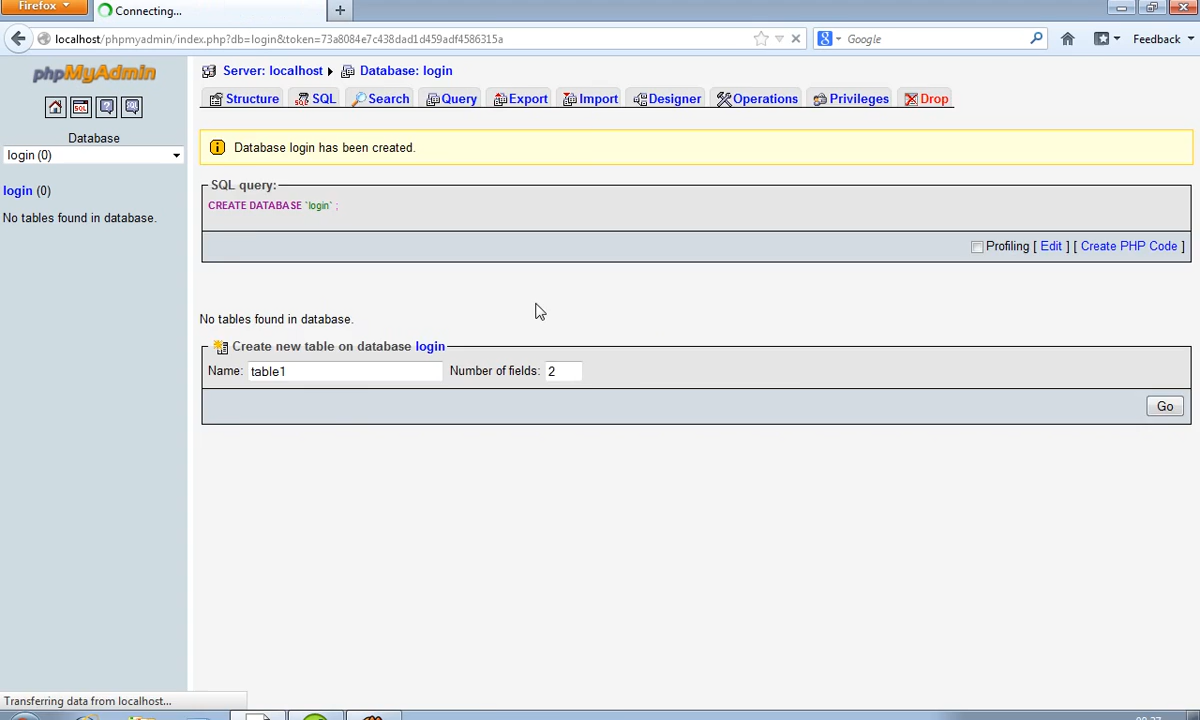 Firefox
Connecting...
localhost/phpmyadmin/index.php?db=login&token=73a8084e7c438dad1d459adf4586315a
Google
Feedback
phpMyAdmin
SQL
Database
login (0)
login (0)
No tables found in database.
Server: localhost
Database: login
Structure
SQL
Search
Query
Export
Import
Designer
Operations
Privileges
Drop
Database login has been created.
SQL query:
CREATE DATABASE `login` ;
Profiling [ Edit ] [ Create PHP Code ]
No tables found in database.
Create new table on database login
Name: table1 Number of fields: 2
Go
Transferring data from localhost...